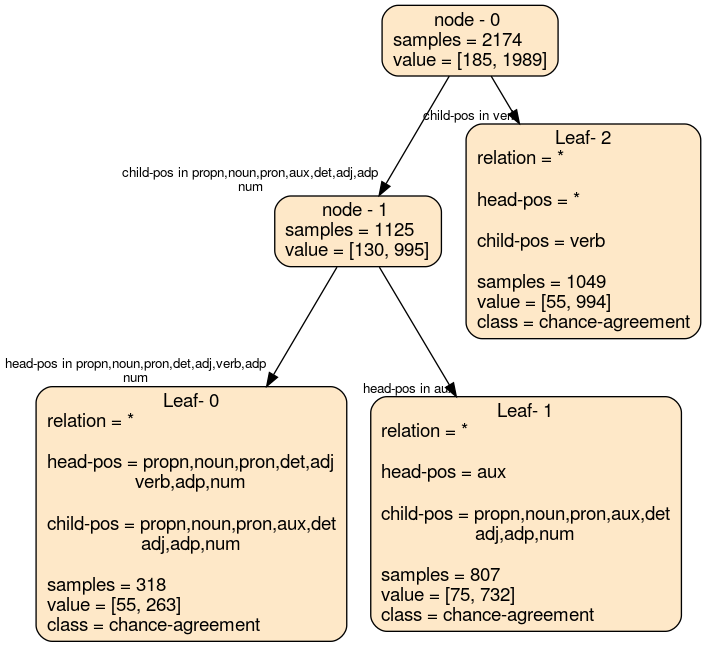 node - 0
samples = 2174
value = [185, 1989]
child-pos in verb
Leaf- 2
relation = *
head-pos = *
child-pos = verb
samples = 1049
value = [55, 994]
class = chance-agreement
child-pos in propn,noun,pron,aux,det,adj,adp
num
node - 1
samples = 1125
value = [130, 995]
head-pos in propn,noun,pron,det,adj,verb,adp
num
Leaf- 0
relation = *
head-pos = propn,noun,pron,det,adj
verb,adp,num
child-pos = propn,noun,pron,aux,det
adj,adp,num
samples = 318
value = [55, 263]
class = chance-agreement
head-pos in aux
Leaf- 1
relation = *
head-pos = aux
child-pos = propn,noun,pron,aux,det
adj,adp,num
samples = 807
value = [75, 732]
class = chance-agreement